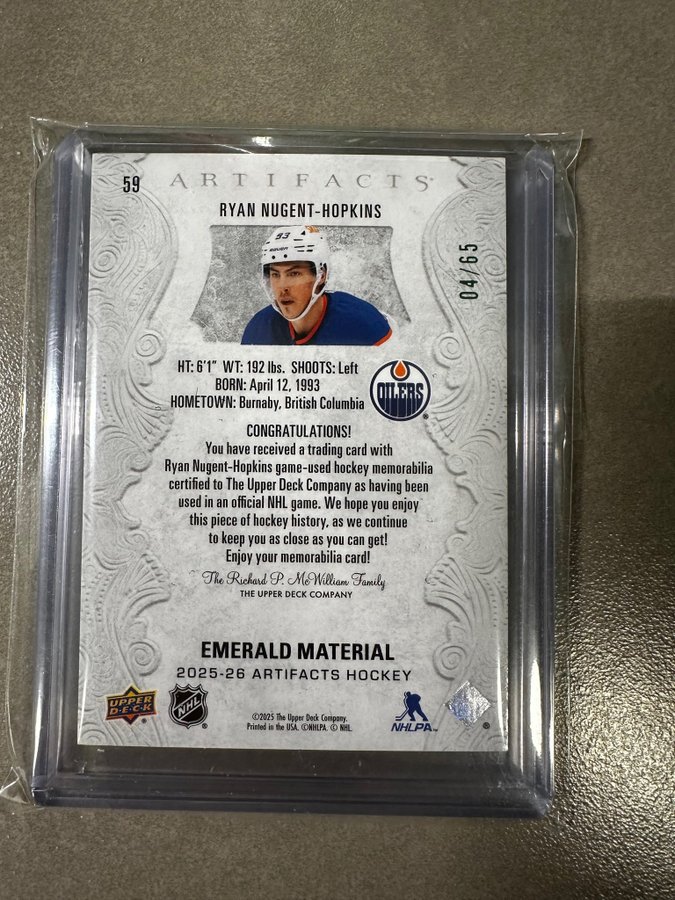 59
ARTIFACTS
RYAN NUGENT-HOPKINS
04/65
93
BAUER
HT: 6'1" WT: 192 lbs. SHOOTS: Left
BORN: April 12, 1993
HOMETOWN: Burnaby, British Columbia
OILERS
CONGRATULATIONS!
You have received a trading card with
Ryan Nugent-Hopkins game-used hockey memorabilia
certified to The Upper Deck Company as having been
used in an official NHL game. We hope you enjoy
this piece of hockey history, as we continue
to keep you as close as you can get!
Enjoy your memorabilia card!
The Richard P. McWilliam Family
THE UPPER DECK COMPANY
EMERALD MATERIAL
2025-26 ARTIFACTS HOCKEY
UPPER
DECK
NHL
©2025 The Upper Deck Company.
Printed in the USA. ©NHLPA. © NHL
NHLPA